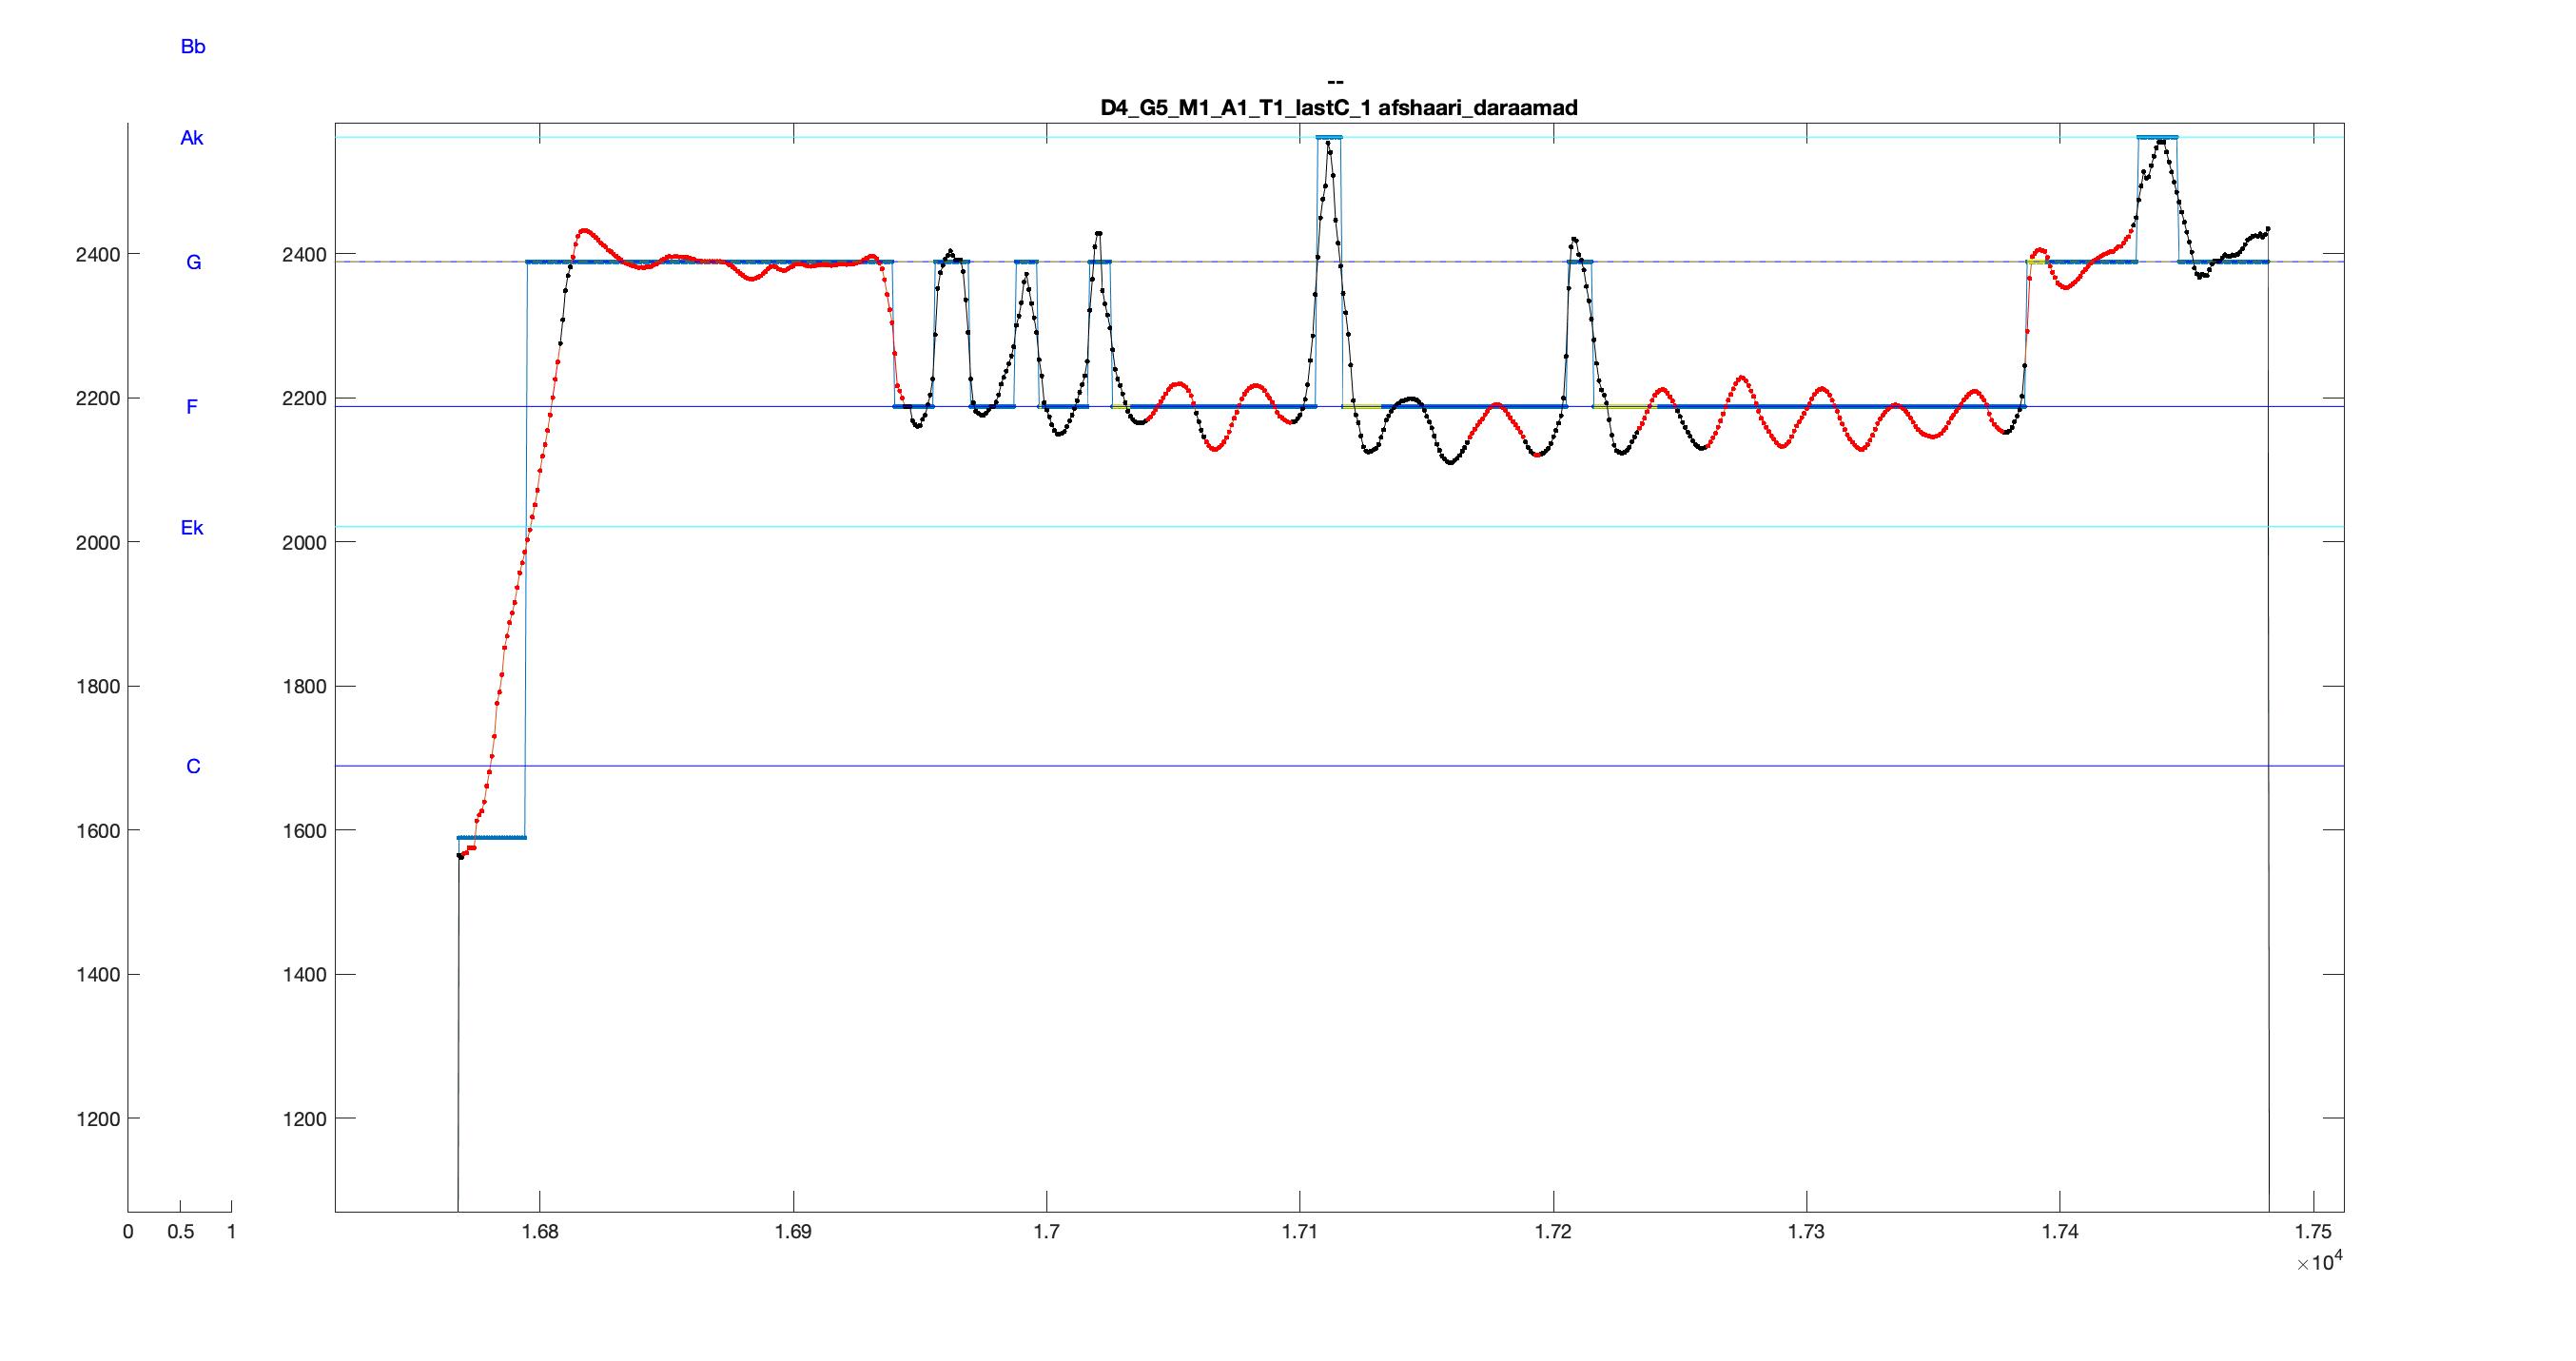 Bb
--
D4_G5_M1_A1_T1_lastC_1 afshaari_daraamad
Ak
2400 G 2400
2200 F 2200
Ek
2000 2000
1800 1800
C
1600 1600
1400 1400
1200 1200
0 0.5 1 1.68 1.69 1.7 1.71 1.72 1.73 1.74 1.75
×10^4